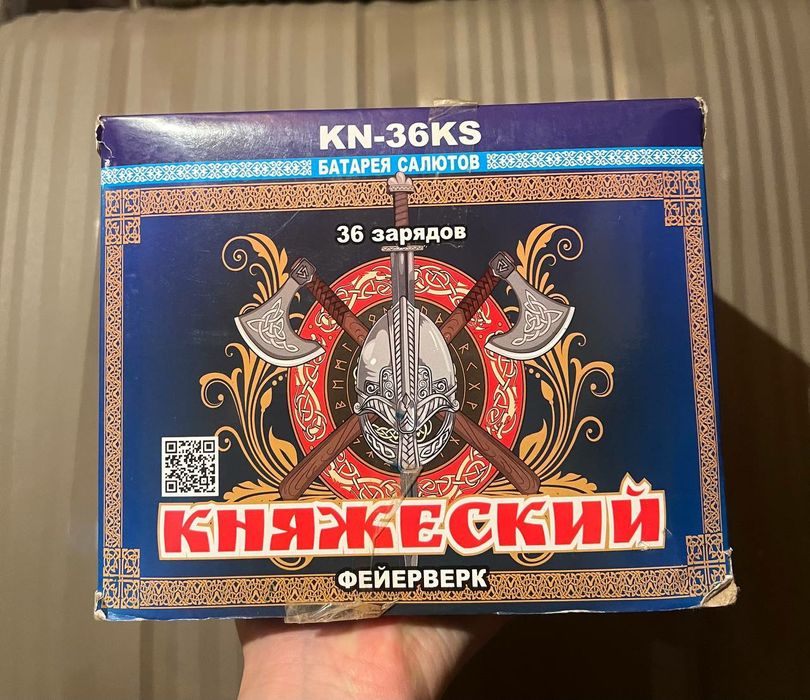 KN-36KS
БАТАРЕЯ САЛЮТОВ
36 зарядов
КНЯЖЕСКИЙ
ФЕЙЕРВЕРК